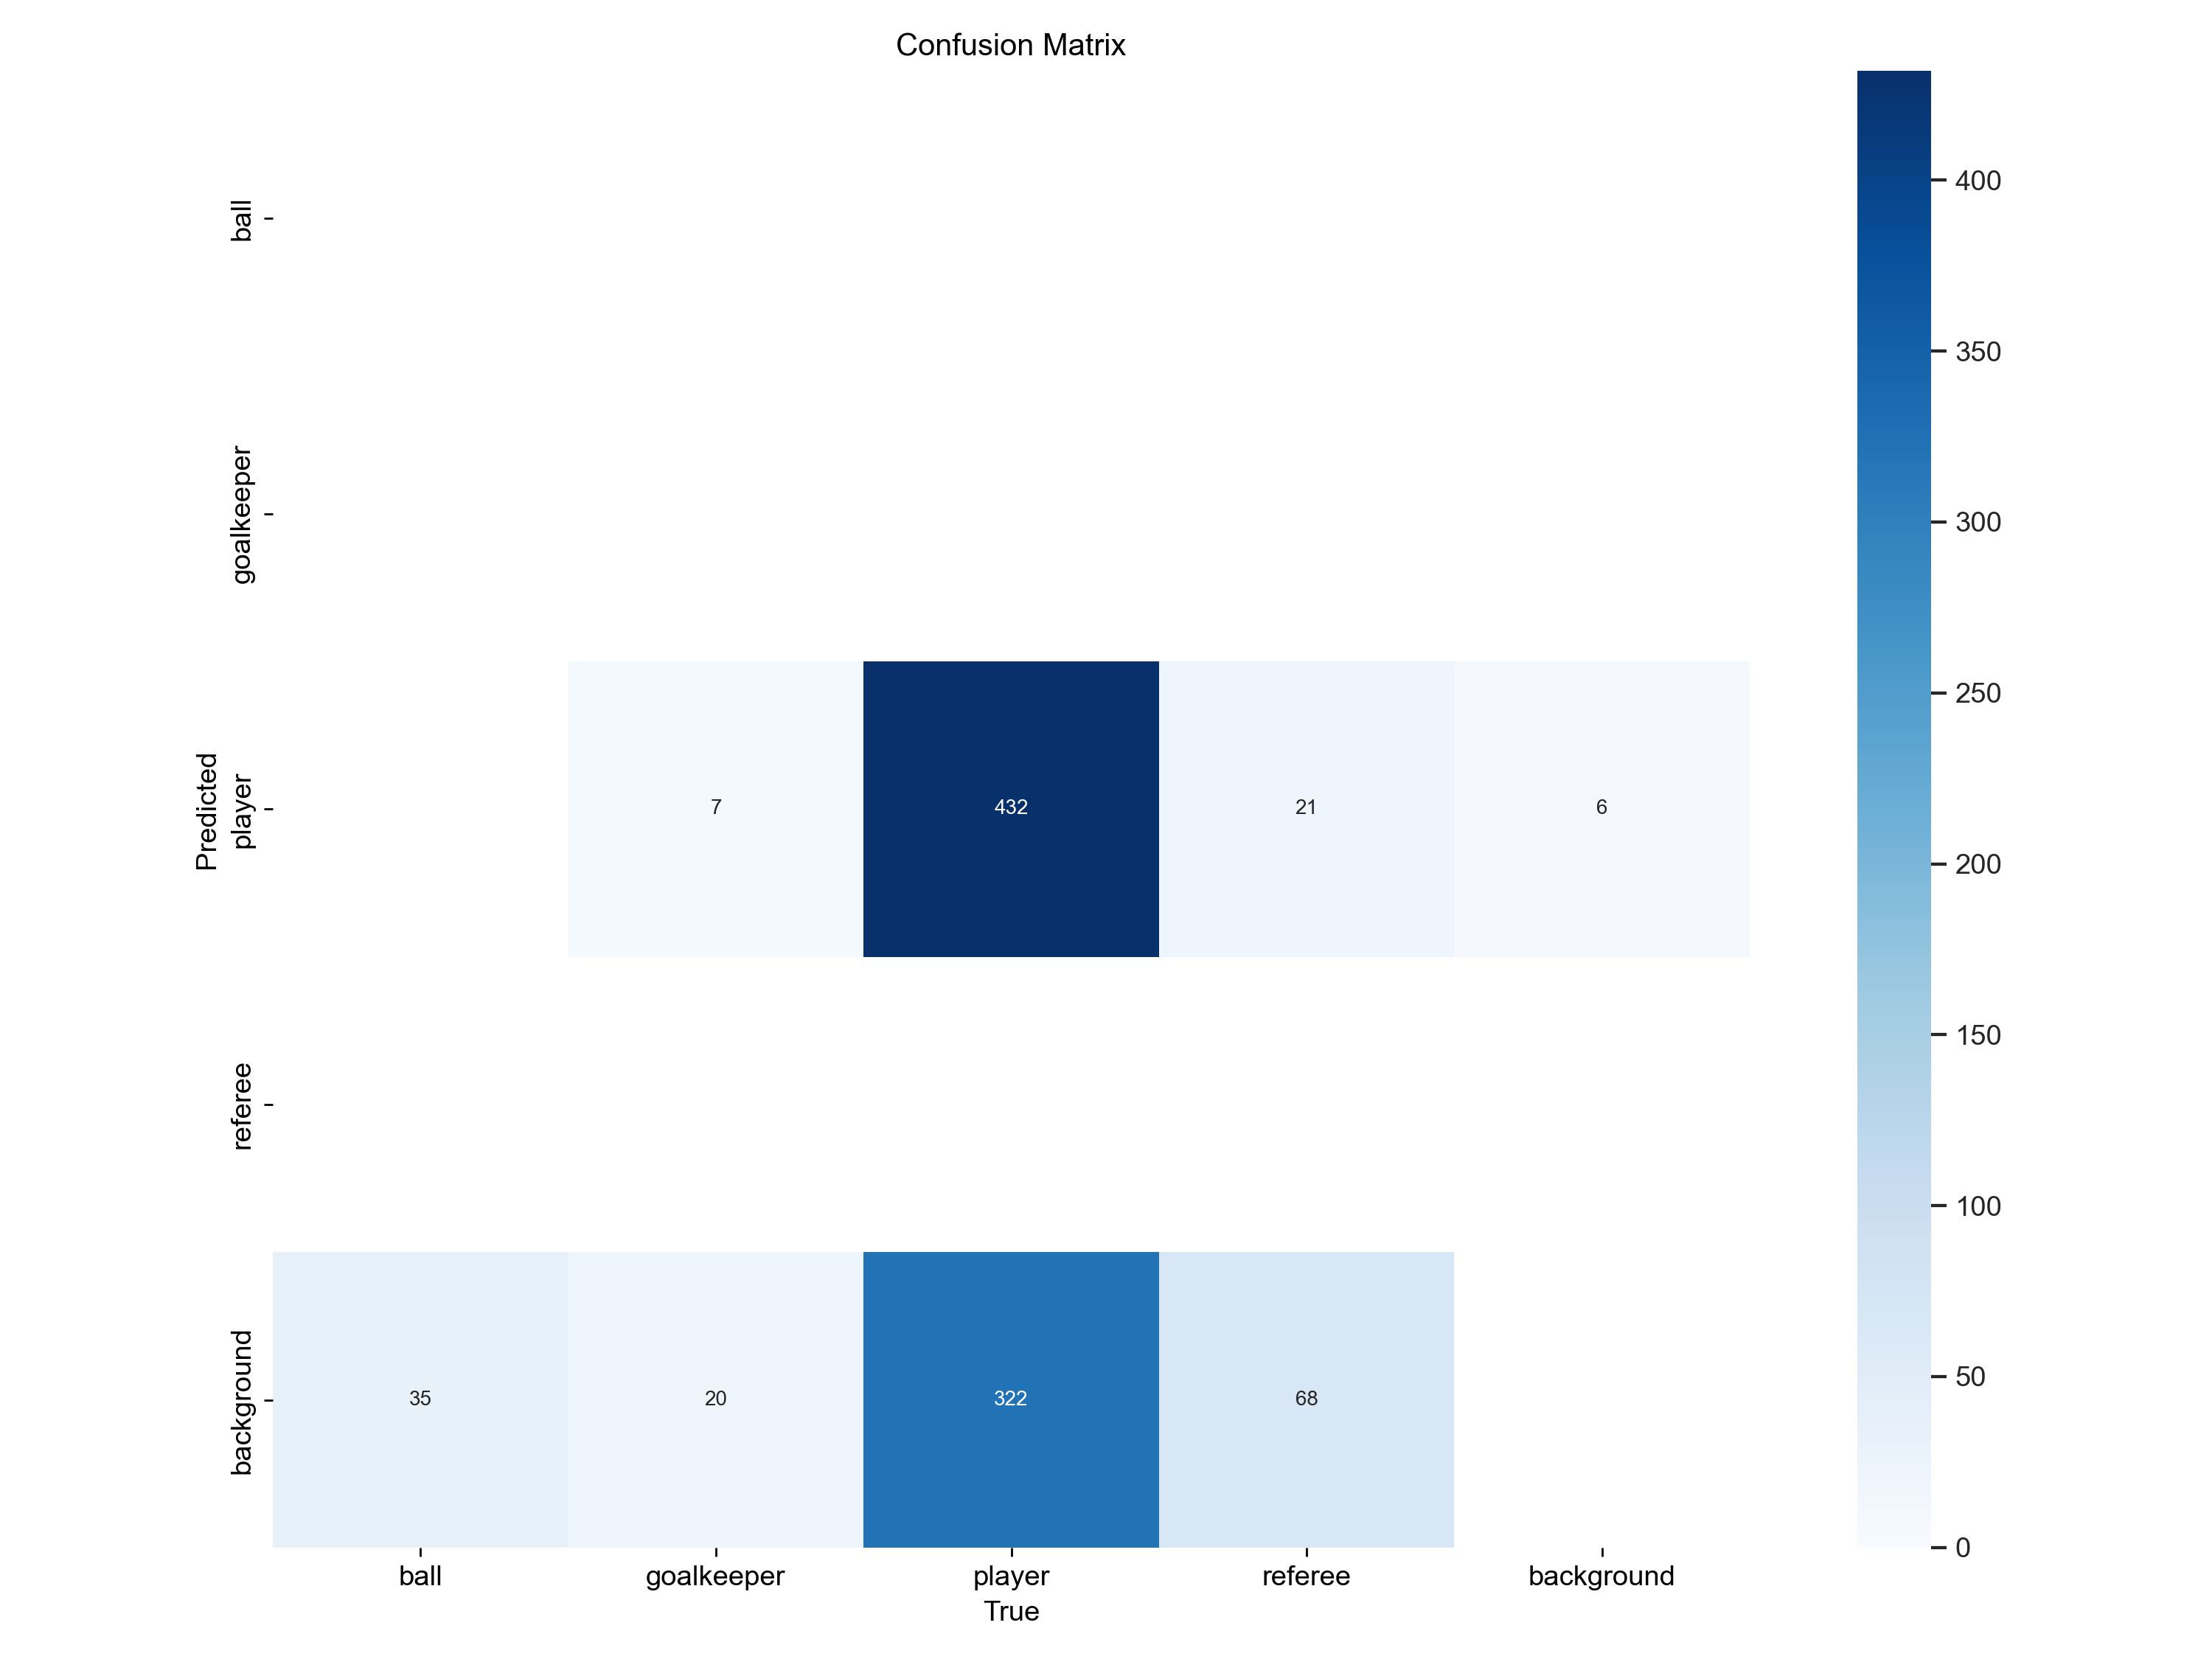 Confusion Matrix
ball
goalkeeper
player
referee
background
Predicted
7 432 21 6
35 20 322 68
ball goalkeeper player referee background
True
400
350
300
250
200
150
100
50
0